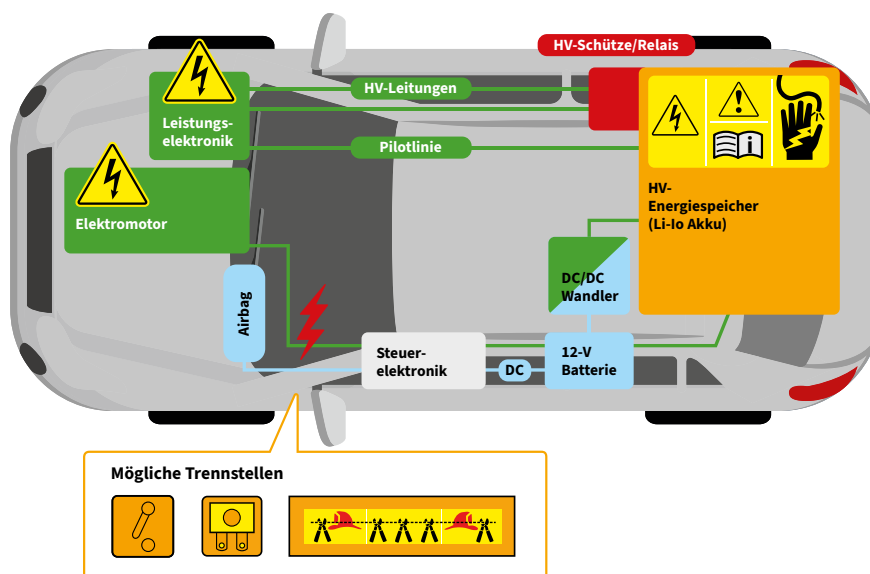 HV-Schütze/Relais
HV-Leitungen
Leistungs-
elektronik
Pilotlinie
HV-
Energiespeicher
(Li-Io Akku)
Elektromotor
DC/DC
Wandler
Airbag
Steuer-
elektronik
DC
12-V
Batterie
Mögliche Trennstellen